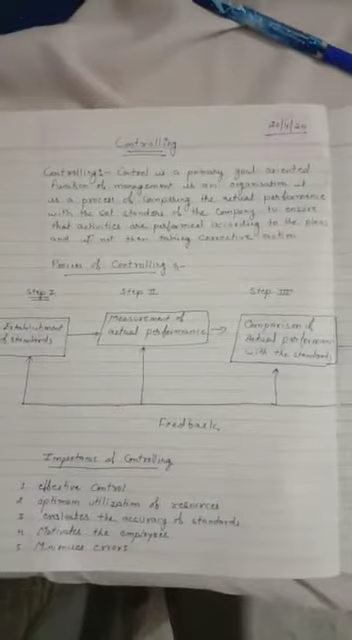 20/4/20
Controlling
Controlling:- Control is a primary goal oriented
function of management is an organisation it
is a process of comparing the actual performance
with the set standers of the company to ensure
that activities are performed according to the plans
and if not then taking corrective action
Process of Controlling :-
Step I Step II Step III
Establishment
of standards
Measurement of
actual performance
Comparison of
Actual performan
with the standards
Feedback
Importance of Controlling
1 effective Control
2 optimum utilization of resources
3 evaluates the accuracy of standards
4 Motivates the employees
5 Minimises errors